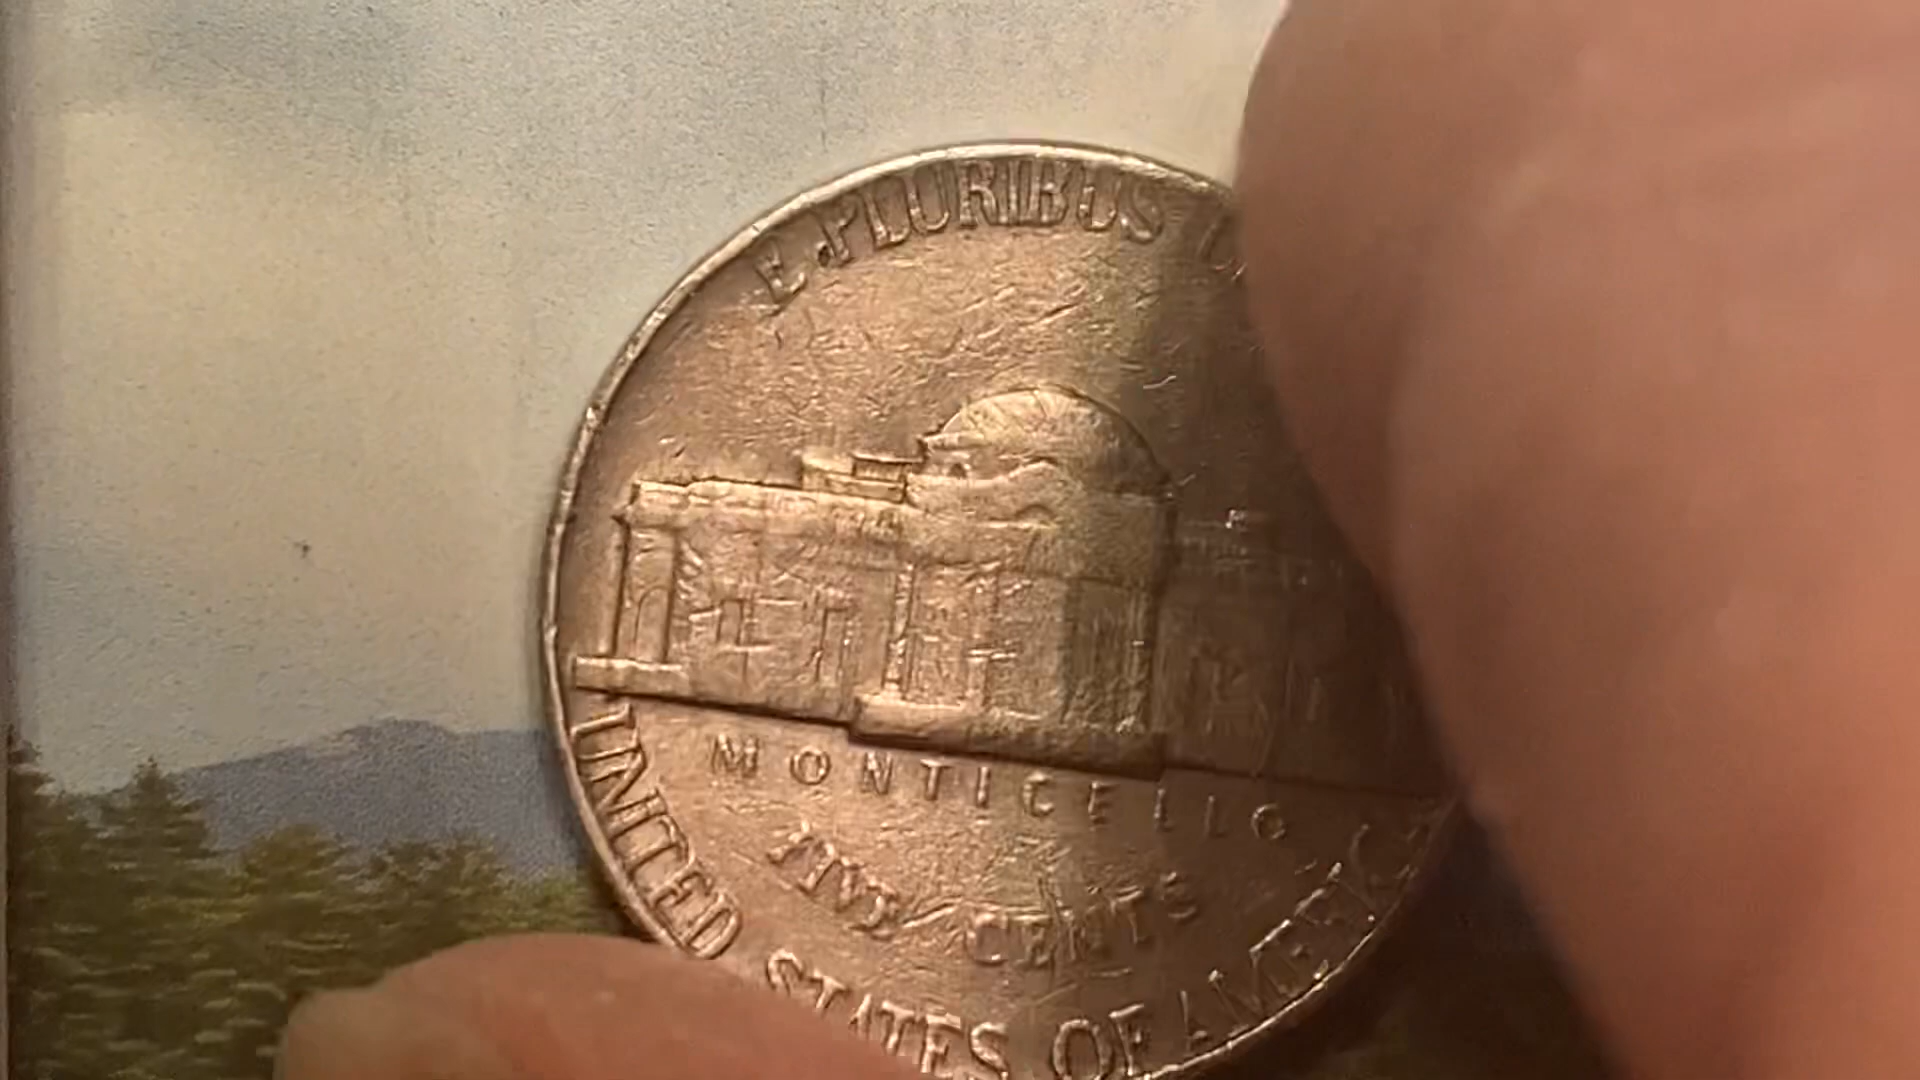 E PLURIBUS
MONTICELLO
FIVE CENTS
UNITED STATES OF AMERICA